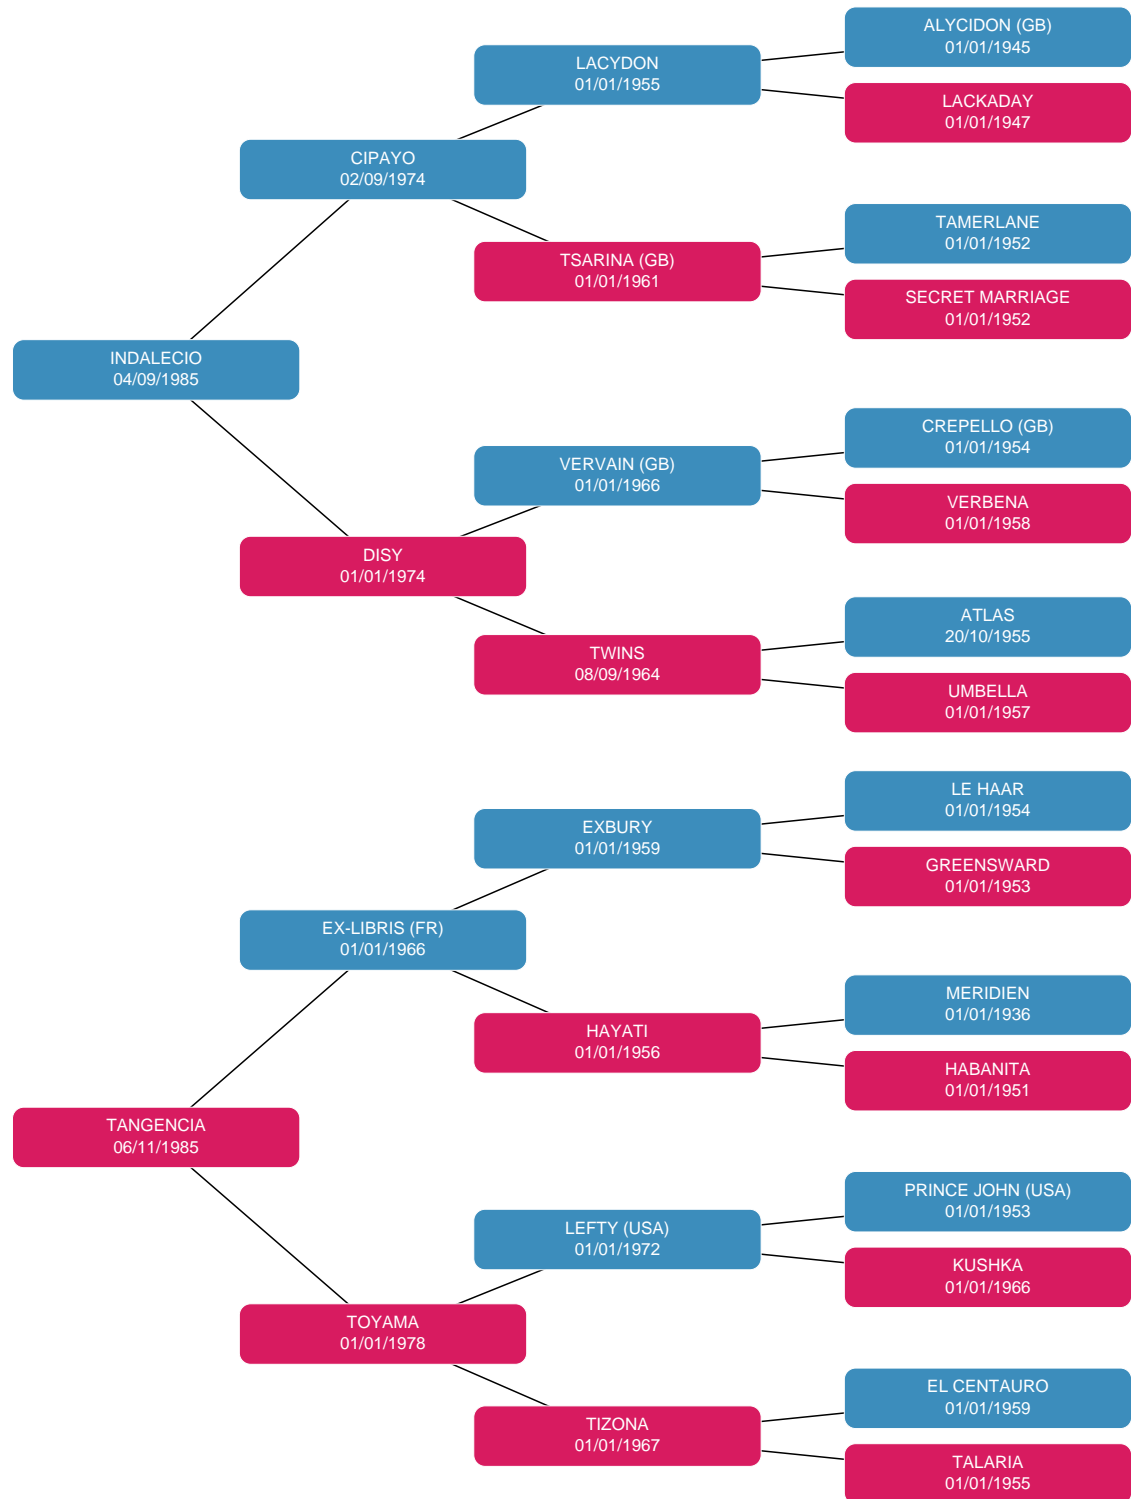 ALYCIDON (GB)
01/01/1945
LACYDON
01/01/1955
LACKADAY
01/01/1947
CIPAYO
02/09/1974
TAMERLANE
01/01/1952
TSARINA (GB)
01/01/1961
SECRET MARRIAGE
01/01/1952
INDALECIO
04/09/1985
CREPELLO (GB)
01/01/1954
VERVAIN (GB)
01/01/1966
VERBENA
01/01/1958
DISY
01/01/1974
ATLAS
20/10/1955
TWINS
08/09/1964
UMBELLA
01/01/1957
LE HAAR
01/01/1954
EXBURY
01/01/1959
GREENSWARD
01/01/1953
EX-LIBRIS (FR)
01/01/1966
MERIDIEN
01/01/1936
HAYATI
01/01/1956
HABANITA
01/01/1951
TANGENCIA
06/11/1985
PRINCE JOHN (USA)
01/01/1953
LEFTY (USA)
01/01/1972
KUSHKA
01/01/1966
TOYAMA
01/01/1978
EL CENTAURO
01/01/1959
TIZONA
01/01/1967
TALARIA
01/01/1955